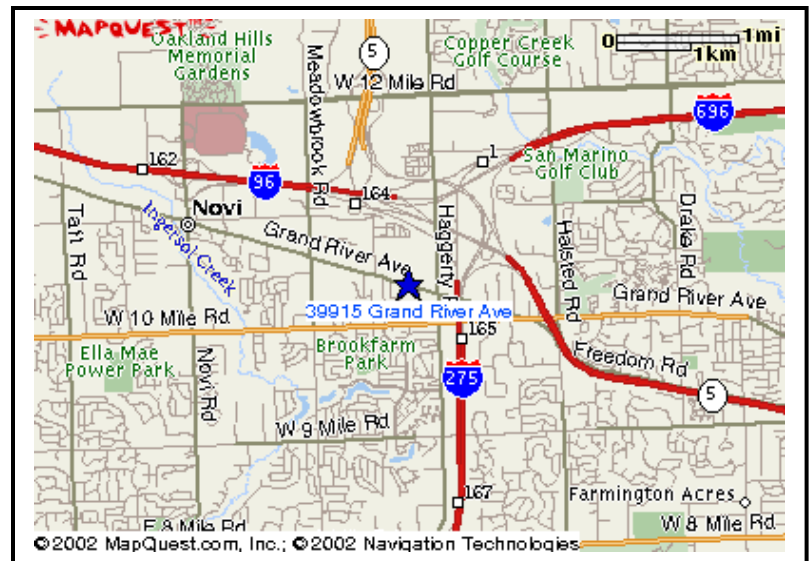 MAPQUEST
Oakland Hills
Memorial
Gardens
Meadowbrook Rd
5
W 12 Mile Rd
Copper Creek
Golf Course
0 1mi
1km
696
162
96
164
1
San Marino
Golf Club
Novi
Taft Rd
Ingersol Creek
Grand River Ave
Haggerty
Halsted Rd
Drake Rd
39915 Grand River Ave
Grand River Ave
W 10 Mile Rd
165
Ella Mae
Power Park
Novi Rd
Brookfarm
Park
275
Freedom Rd
5
W 9 Mile Rd
167
Farmington Acres
E 8 Mile Rd
W 8 Mile Rd
©2002 MapQuest.com, Inc.; ©2002 Navigation Technologies